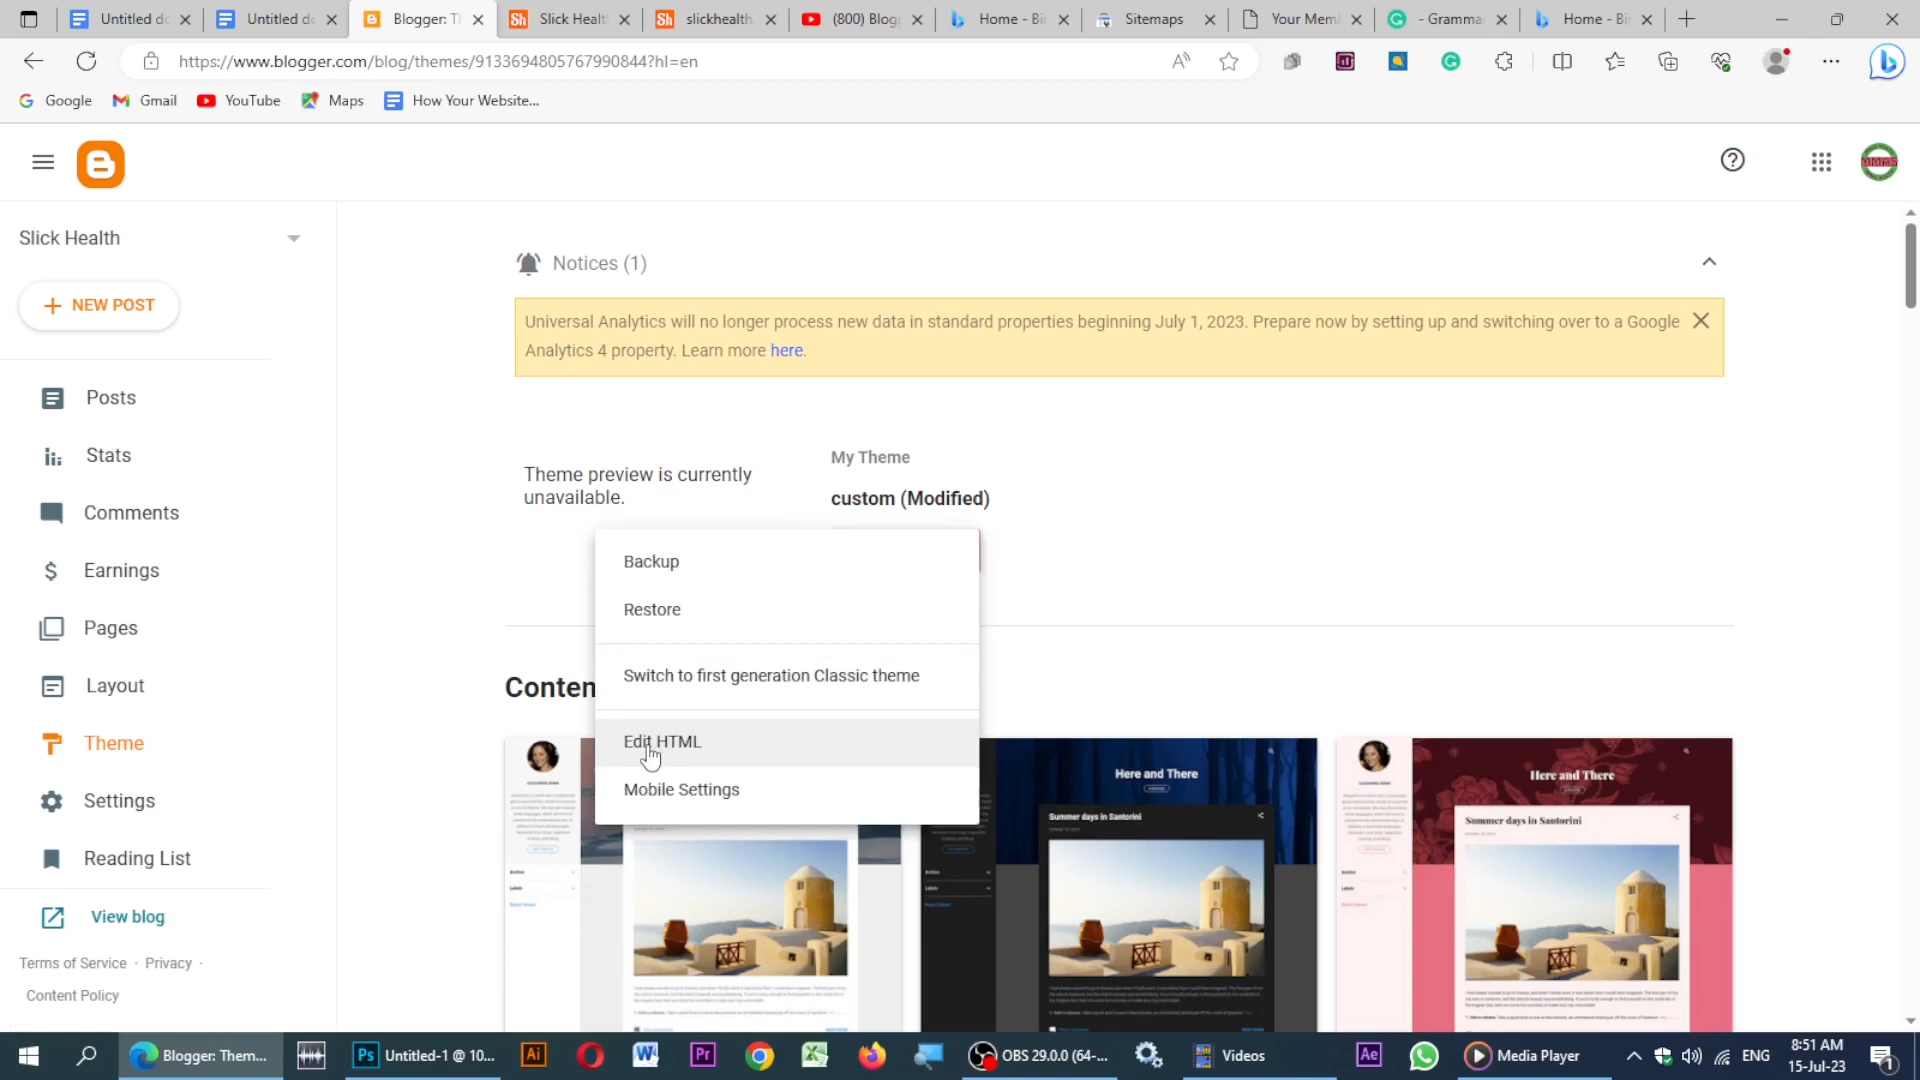 Untitled do
Untitled do
Blogger: Th
Slick Healt
slickhealth.
(800) Blog
Home - Bir
Sitemaps
Your Mem
- Grammar
Home - Bir
https://www.blogger.com/blog/themes/9133694805767990844?hl=en
Google
Gmail
YouTube
Maps
How Your Website...
Slick Health
NEW POST
Posts
Stats
Comments
Earnings
Pages
Layout
Theme
Settings
Reading List
View blog
Terms of Service · Privacy ·
Content Policy
Notices (1)
Universal Analytics will no longer process new data in standard properties beginning July 1, 2023. Prepare now by setting up and switching over to a Google
Analytics 4 property. Learn more here.
Theme preview is currently
unavailable.
My Theme
custom (Modified)
Backup
Restore
Switch to first generation Classic theme
Edit HTML
Mobile Settings
Conten
Here and There
Summer days in Santorini
Here and There
Summer days in Santorini
Blogger: Them...
Untitled-1 @ 10...
OBS 29.0.0 (64-...
Videos
Media Player
ENG
8:51 AM
15-Jul-23
1